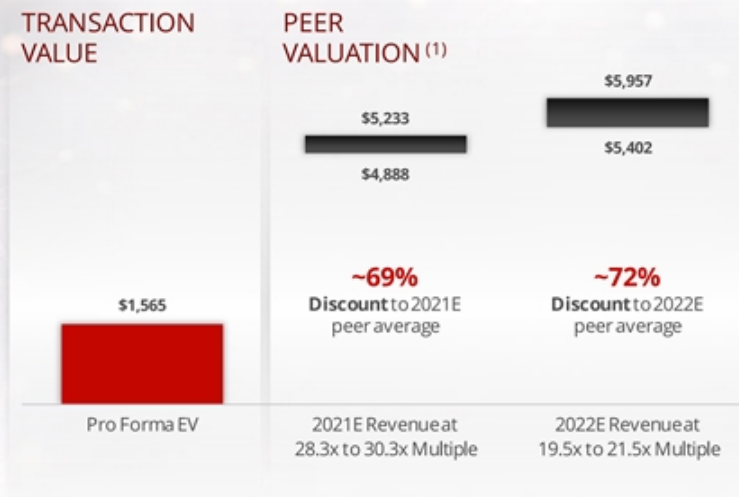 TRANSACTION
VALUE
$1,565
Pro Forma EV
PEER
VALUATION (1)
$5,233
$4,888
~69%
Discount to 2021E
peer average
2021E Revenue at
28.3x to 30.3x Multiple
$5,957
$5,402
~72%
Discount to 2022E
peer average
2022E Revenue at
19.5x to 21.5x Multiple